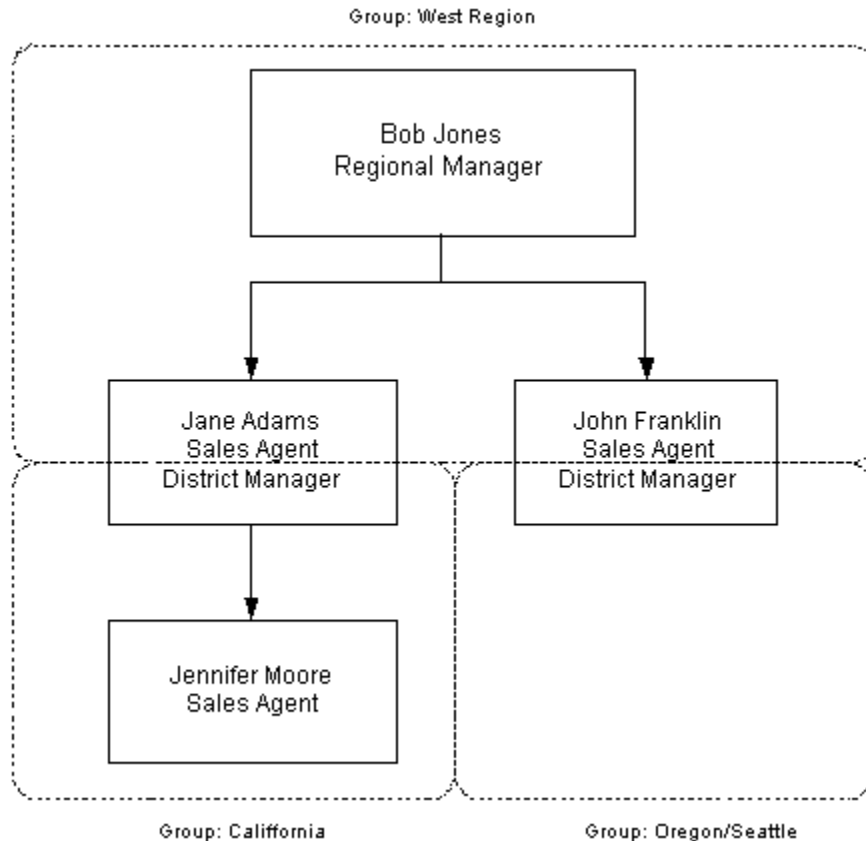 Group: West Region
Bob Jones
Regional Manager
Jane Adams
Sales Agent
District Manager
John Franklin
Sales Agent
District Manager
Jennifer Moore
Sales Agent
Group: Califfornia
Group: Oregon/Seattle